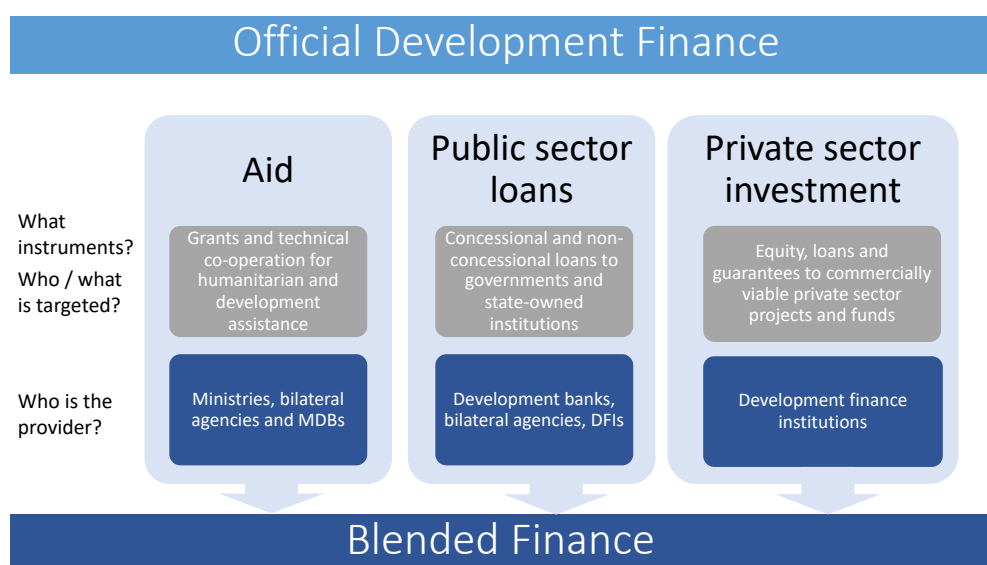 Official Development Finance
Aid
Public sector
loans
Private sector
investment
What
instruments?
Who / what
is targeted?
Grants and technical
co-operation for
humanitarian and
development
assistance
Concessional and non-
concessional loans to
governments and
state-owned
institutions
Equity, loans and
guarantees to commercially
viable private sector
projects and funds
Who is the
provider?
Ministries, bilateral
agencies and MDBs
Development banks,
bilateral agencies, DFIs
Development finance
institutions
Blended Finance